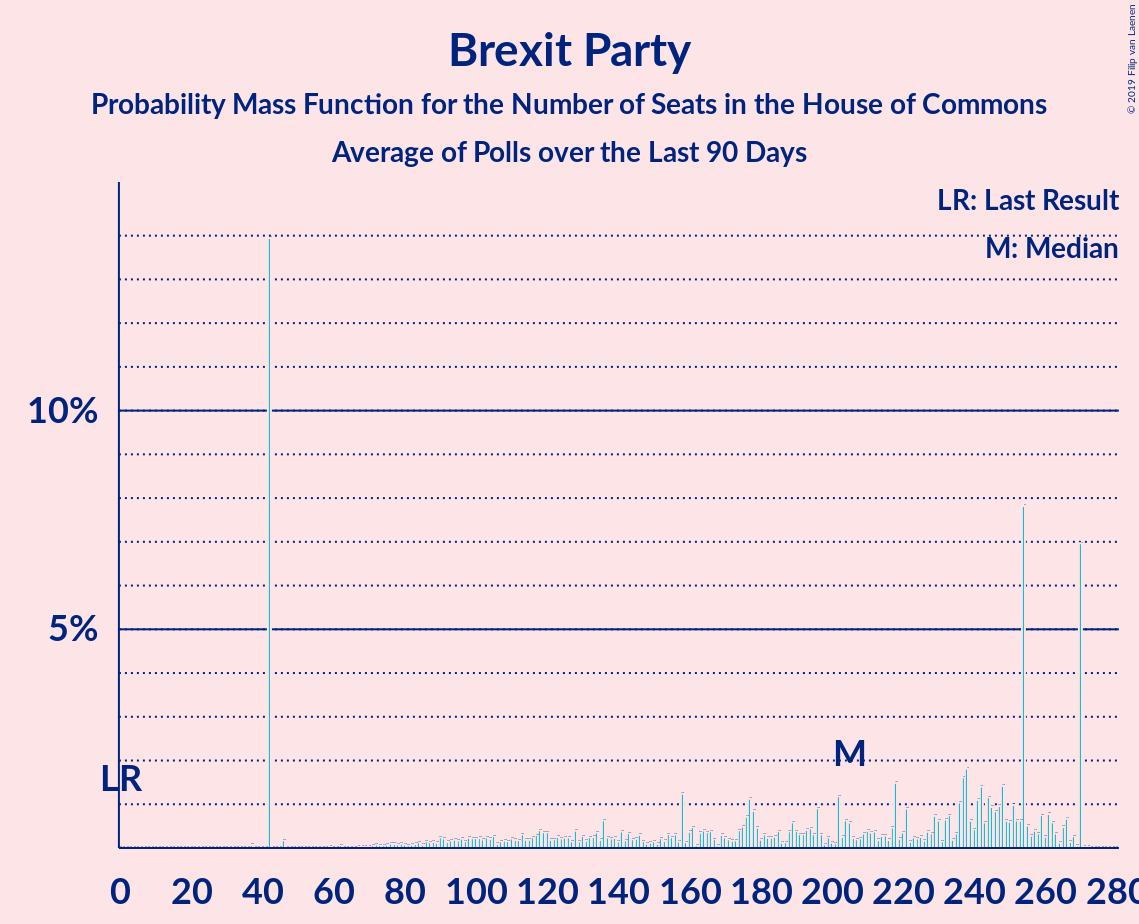 Brexit Party
Probability Mass Function for the Number of Seats in the House of Commons
Average of Polls over the Last 90 Days
© 2019 Filip van Laenen
LR: Last Result
M: Median
10%
5%
M
LR
0 20 40 60 80 100 120 140 160 180 200 220 240 260 280